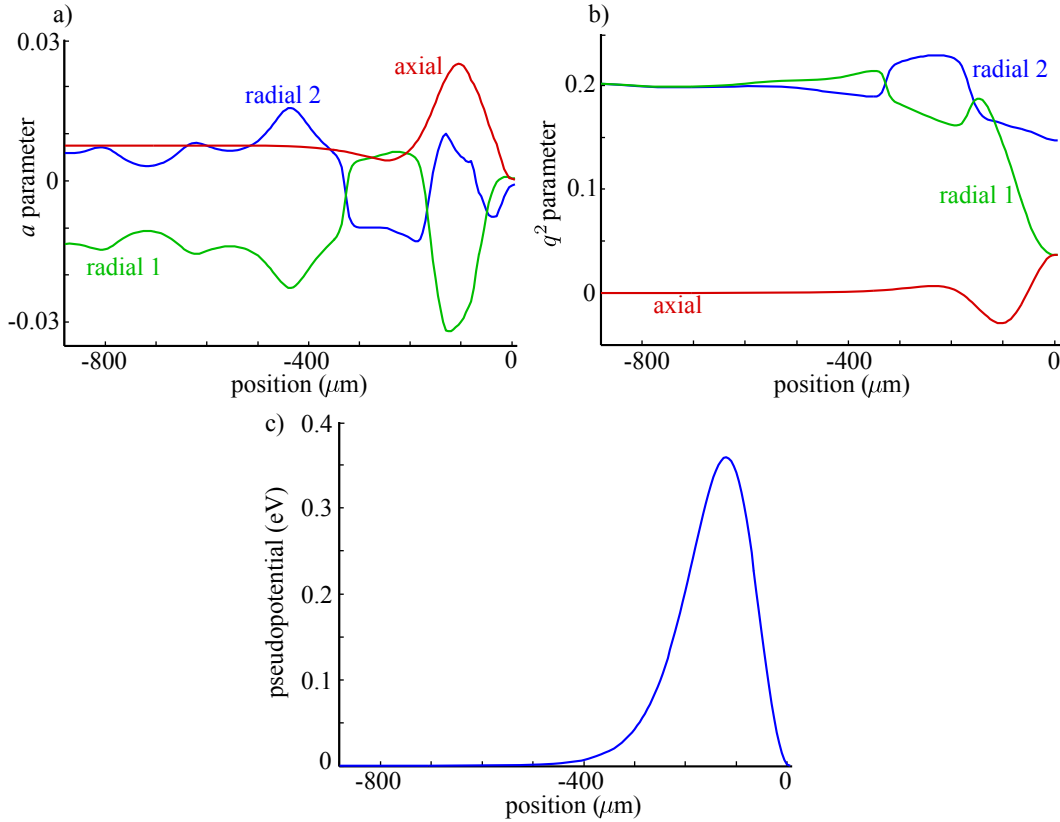 a)
0.03
0
-0.03
a parameter
axial
radial 2
radial 1
-800
-400
0
position (μm)
b)
0.2
0.1
0
q² parameter
radial 2
radial 1
axial
-800
-400
0
position (μm)
c)
0.4
0.3
0.2
0.1
0
pseudopotential (eV)
-800
-400
0
position (μm)